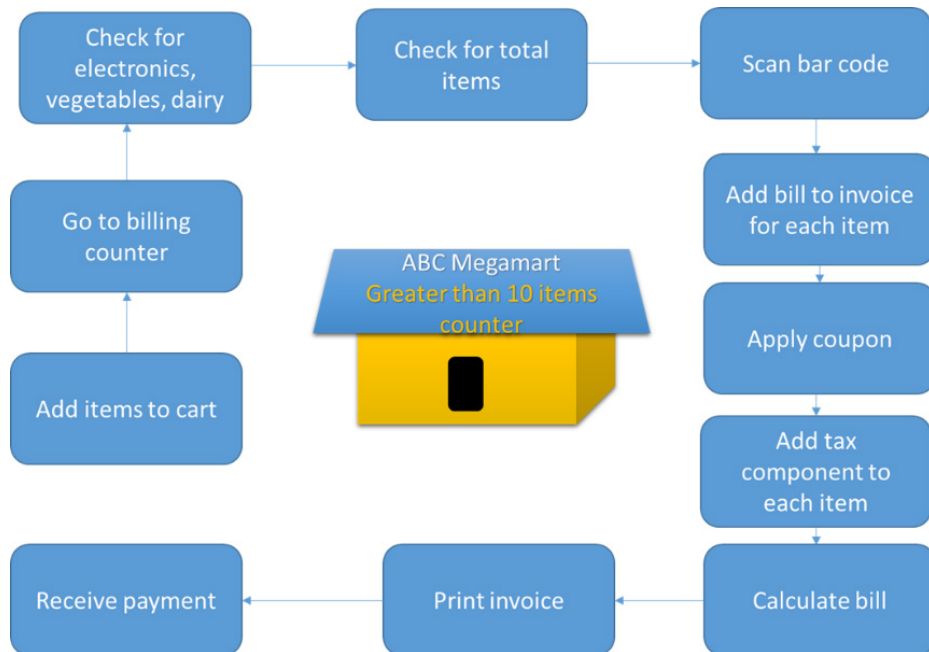 Check for
electronics,
vegetables, dairy
Check for total
items
Scan bar code
Go to billing
counter
Add bill to invoice
for each item
ABC Megamart
Greater than 10 items
counter
Apply coupon
Add items to cart
Add tax
component to
each item
Receive payment
Print invoice
Calculate bill